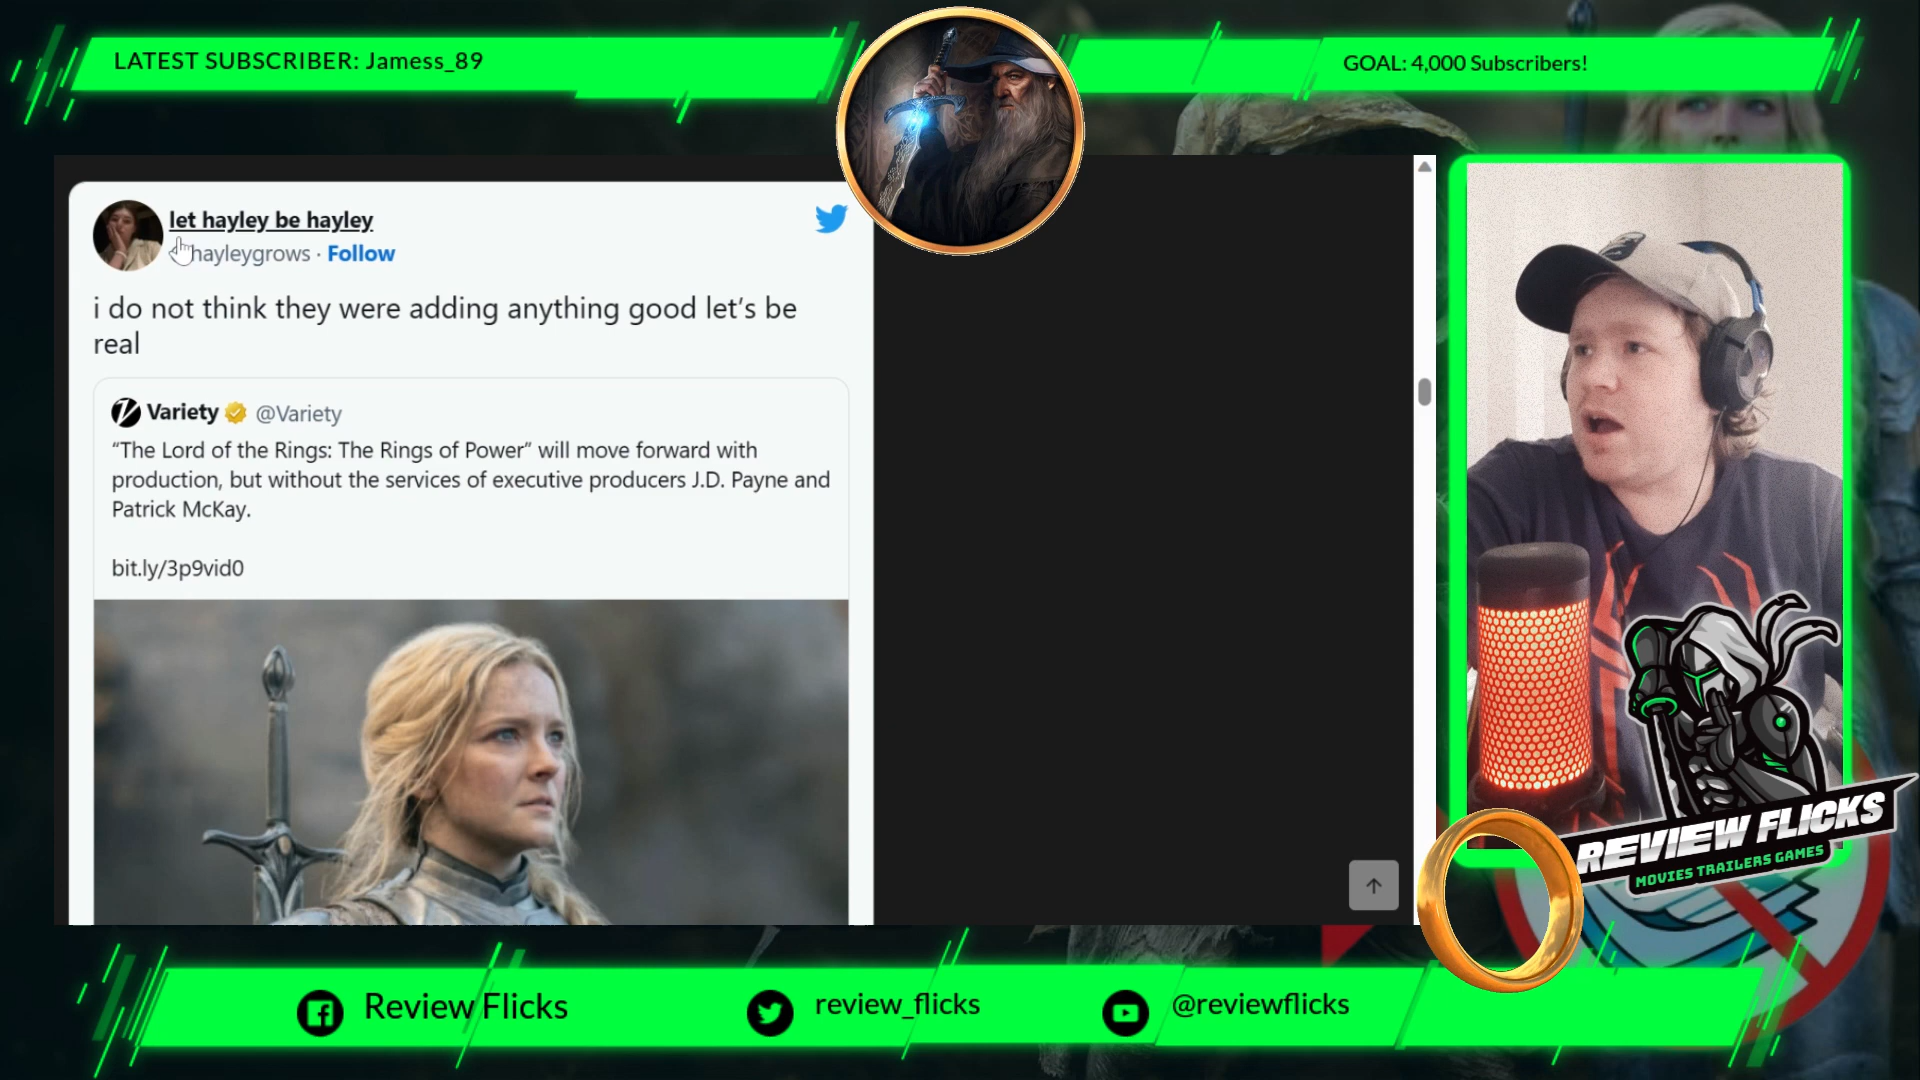 LATEST SUBSCRIBER: Jamess_89
GOAL: 4,000 Subscribers!
let hayley be hayley
hayleygrows · Follow
i do not think they were adding anything good let's be
real
Variety @Variety
“The Lord of the Rings: The Rings of Power” will move forward with
production, but without the services of executive producers J.D. Payne and
Patrick McKay.
bit.ly/3p9vid0
REVIEW FLICKS
MOVIES TRAILERS GAMES
Review Flicks
review_flicks
@reviewflicks